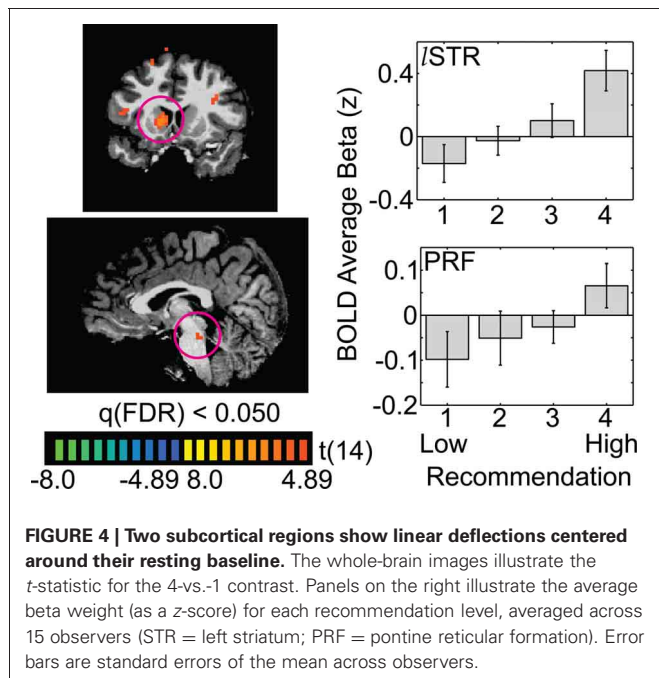 lSTR
0.4
0
-0.4
1 2 3 4
BOLD Average Beta (z)
PRF
0.1
0
-0.1
-0.2
1 2 3 4
Low High
Recommendation
q(FDR) < 0.050
t(14)
-8.0 -4.89 8.0 4.89
FIGURE 4 | Two subcortical regions show linear deflections centered
around their resting baseline. The whole-brain images illustrate the
t-statistic for the 4-vs.-1 contrast. Panels on the right illustrate the average
beta weight (as a z-score) for each recommendation level, averaged across
15 observers (STR = left striatum; PRF = pontine reticular formation). Error
bars are standard errors of the mean across observers.